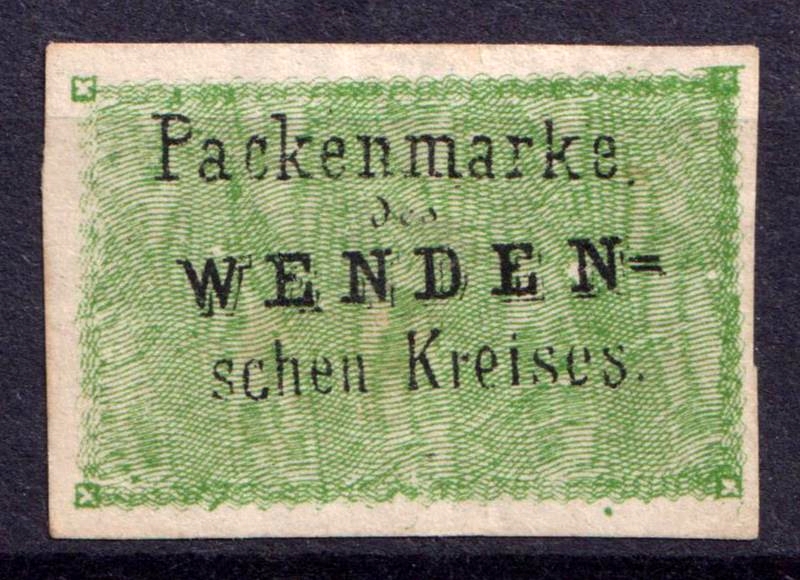 Packenmarke.
des
WENDEN=
schen Kreises.